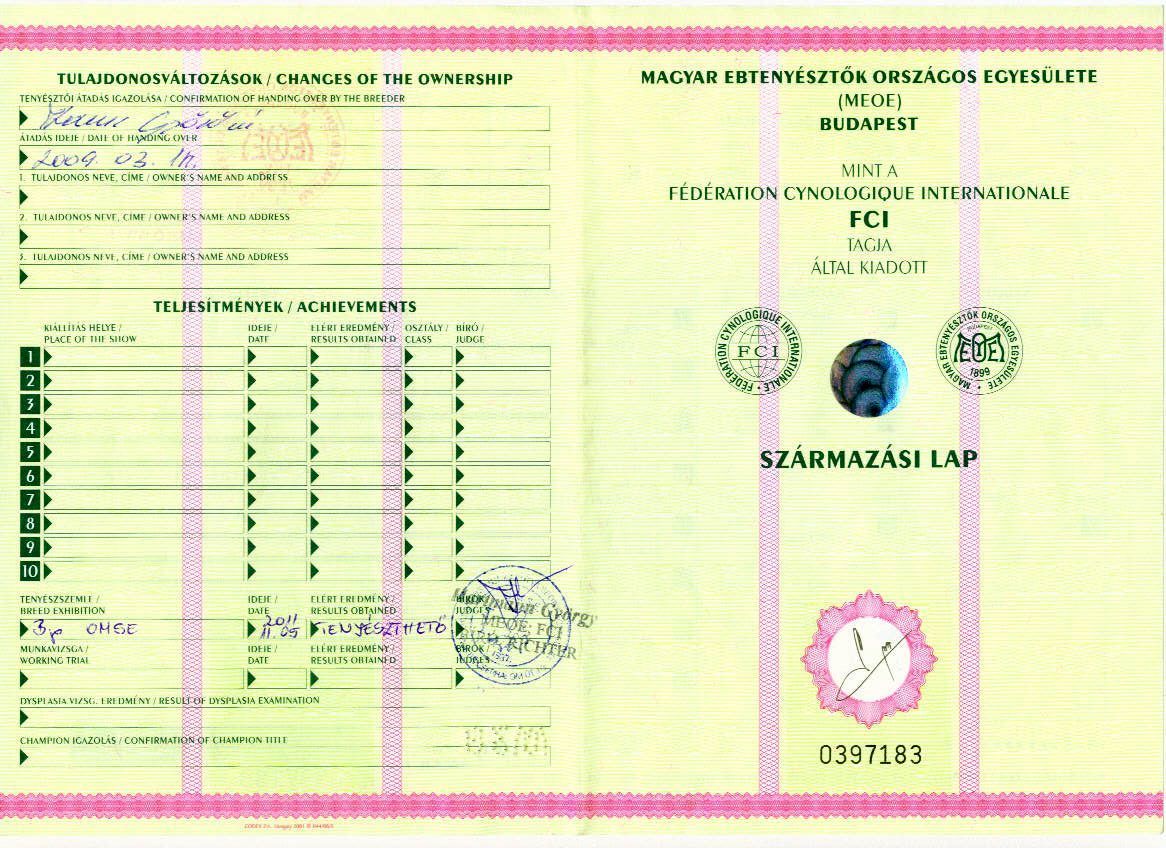 TULAJDONOSVÁLTOZÁSOK / CHANGES OF THE OWNERSHIP
TENYÉSZTŐI ÁTADÁS IGAZOLÁSA / CONFIRMATION OF HANDING OVER BY THE BREEDER
ÁTADÁS IDEJE / DATE OF HANDING OVER
2009. 03.
1. TULAJDONOS NEVE, CÍME / OWNER'S NAME AND ADDRESS
2. TULAJDONOS NEVE, CÍME / OWNER'S NAME AND ADDRESS
3. TULAJDONOS NEVE, CÍME / OWNER'S NAME AND ADDRESS
TELJESÍTMÉNYEK / ACHIEVEMENTS
KIÁLLÍTÁS HELYE / PLACE OF THE SHOW
IDEJE / DATE
ELÉRT EREDMÉNY / RESULTS OBTAINED
OSZTÁLY / CLASS
BÍRÓ / JUDGE
1
2
3
4
5
6
7
8
9
10
TENYÉSZSZEMLE / BREED EXHIBITION
IDEJE / DATE
ELÉRT EREDMÉNY / RESULTS OBTAINED
BÍRÓK / JUDGES
Bp OMSE
2011
11.05
TENYÉSZTHETŐ
György
MEOE. FCI
RICHTER
MUNKAVIZSGA / WORKING TRIAL
IDEJE / DATE
ELÉRT EREDMÉNY / RESULTS OBTAINED
BÍRÓK / JUDGES
DYSPLASIA VIZSG. EREDMÉNY / RESULT OF DYSPLASIA EXAMINATION
CHAMPION IGAZOLÁS / CONFIRMATION OF CHAMPION TITLE
MAGYAR EBTENYÉSZTŐK ORSZÁGOS EGYESÜLETE
(MEOE)
BUDAPEST
MINT A
FÉDÉRATION CYNOLOGIQUE INTERNATIONALE
FCI
TAGJA
ÁLTAL KIADOTT
FÉDÉRATION CYNOLOGIQUE INTERNATIONALE
FCI
MAGYAR EBTENYÉSZTŐK ORSZÁGOS EGYESÜLETE
BUDAPEST
MEOE
1899
SZÁRMAZÁSI LAP
0397183